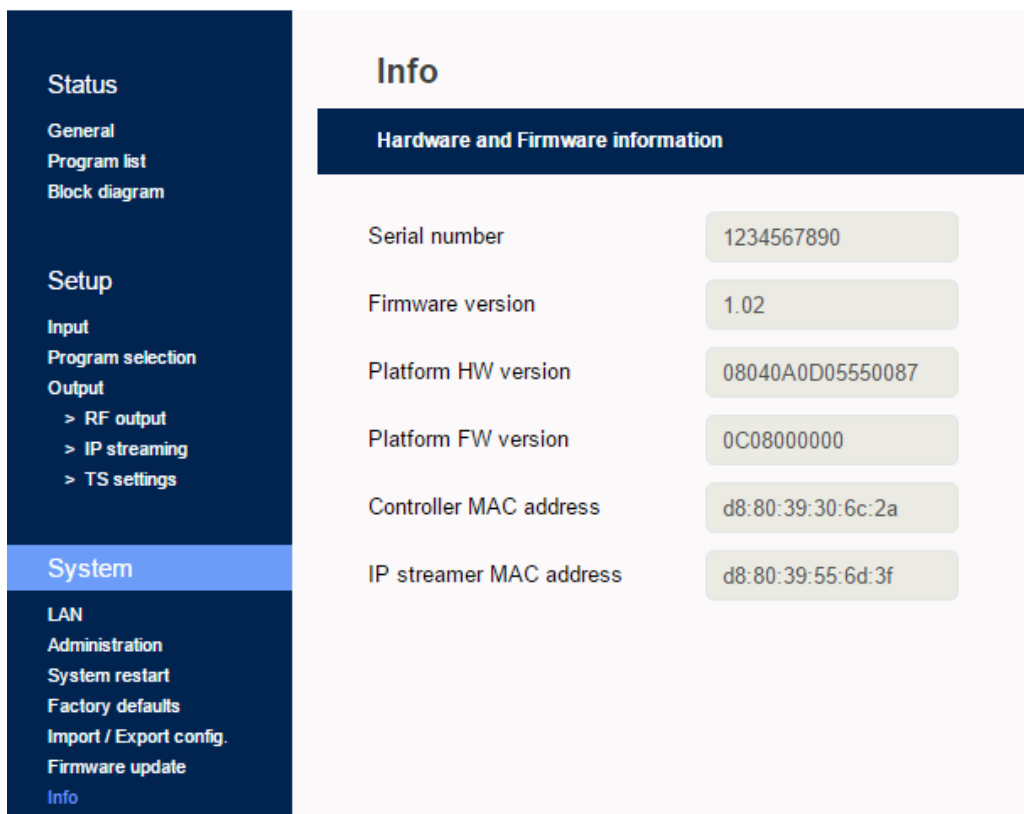 Status
General
Program list
Block diagram
Setup
Input
Program selection
Output
> RF output
> IP streaming
> TS settings
System
LAN
Administration
System restart
Factory defaults
Import / Export config.
Firmware update
Info
Info
Hardware and Firmware information
Serial number 1234567890
Firmware version 1.02
Platform HW version 08040A0D05550087
Platform FW version 0C08000000
Controller MAC address d8:80:39:30:6c:2a
IP streamer MAC address d8:80:39:55:6d:3f